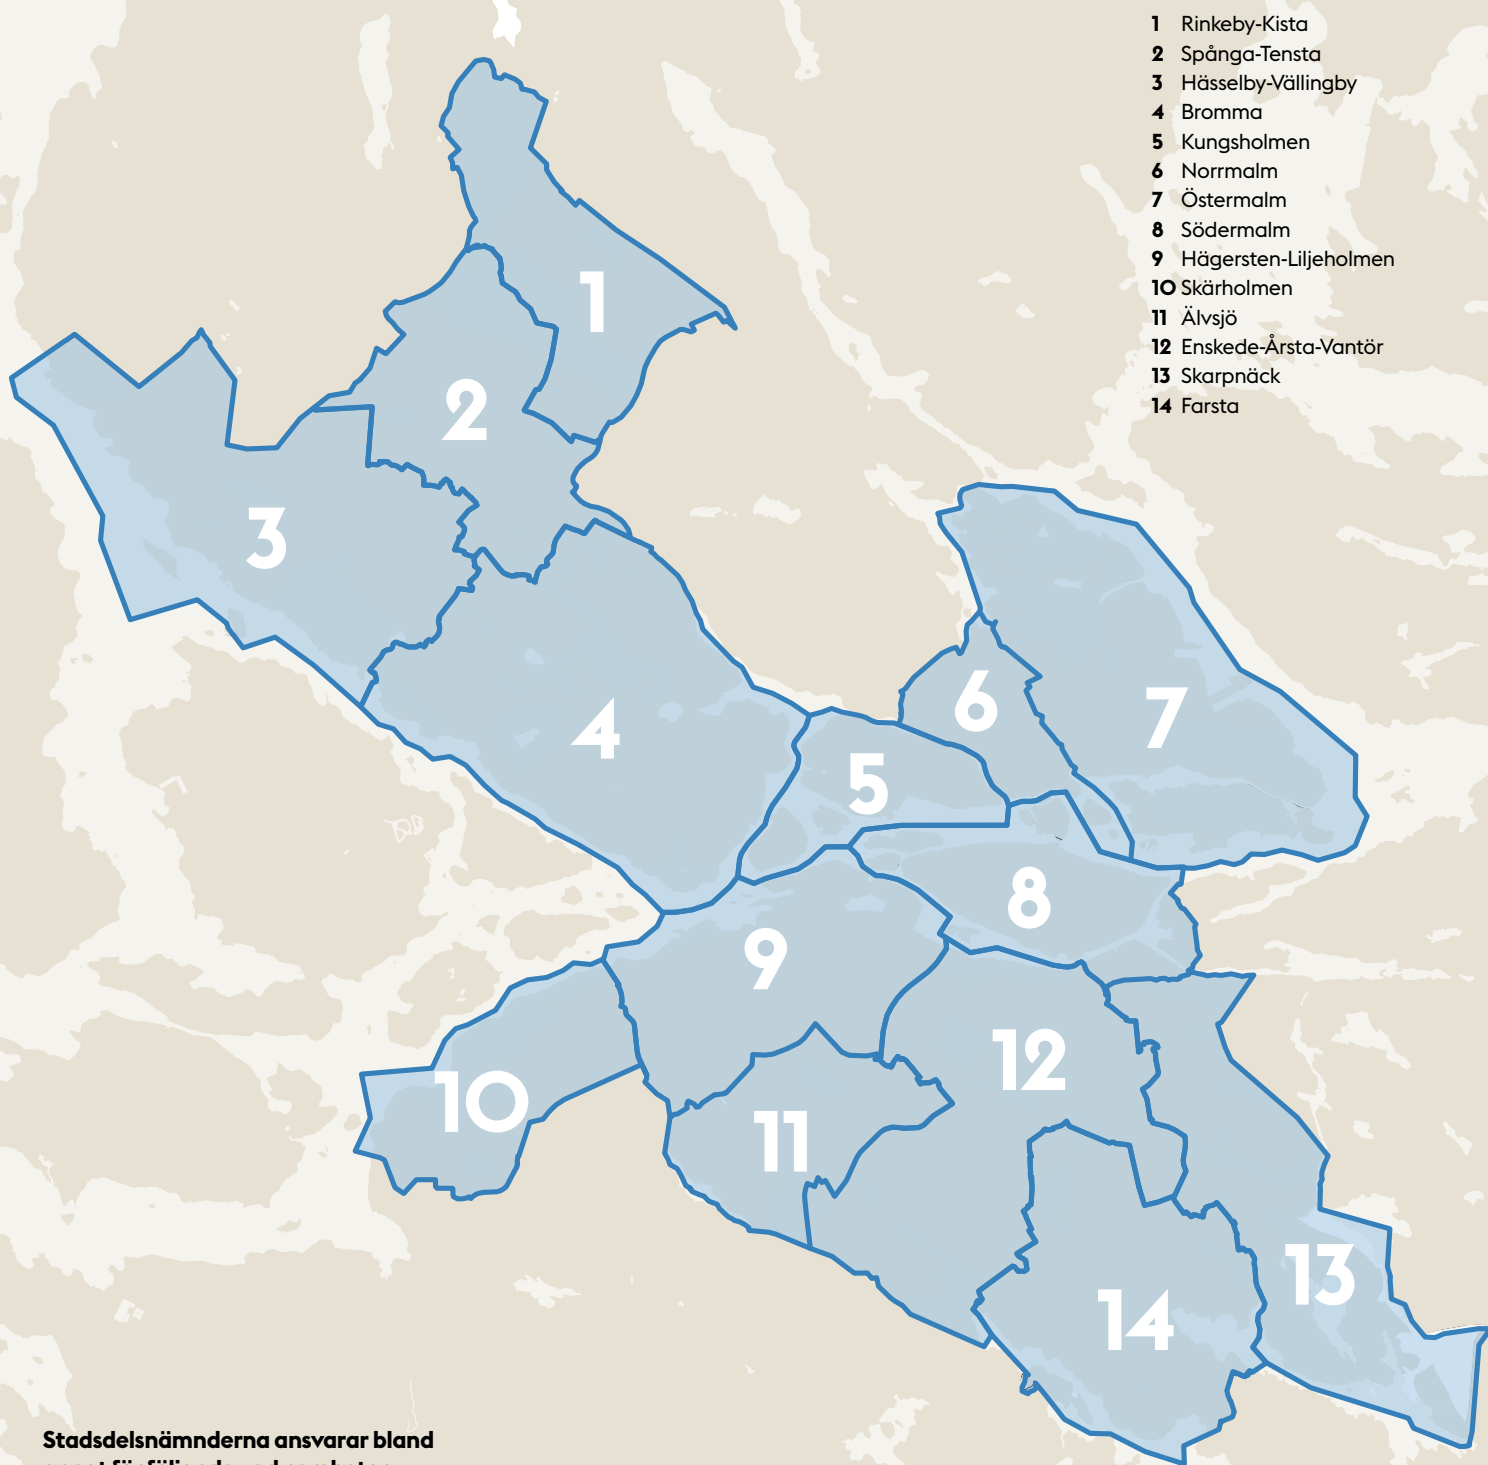 1 Rinkeby-Kista
2 Spånga-Tensta
3 Hässelby-Vällingby
4 Bromma
5 Kungsholmen
6 Norrmalm
7 Östermalm
8 Södermalm
9 Hägersten-Liljeholmen
10 Skärholmen
11 Älvsjö
12 Enskede-Årsta-Vantör
13 Skarpnäck
14 Farsta
1
2
3
4
5
6
7
8
9
10
11
12
13
14
Stadsdelsnämnderna ansvarar bland